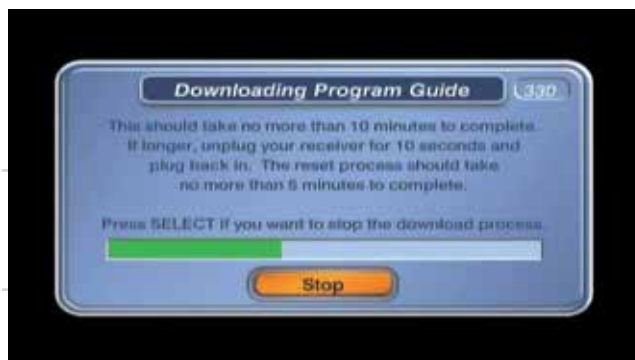 Downloading Program Guide
330
This should take no more than 10 minutes to complete.
If longer, unplug your receiver for 10 seconds and
plug back in. The reset process should take
no more than 5 minutes to complete.
Press SELECT if you want to stop the download process.
Stop